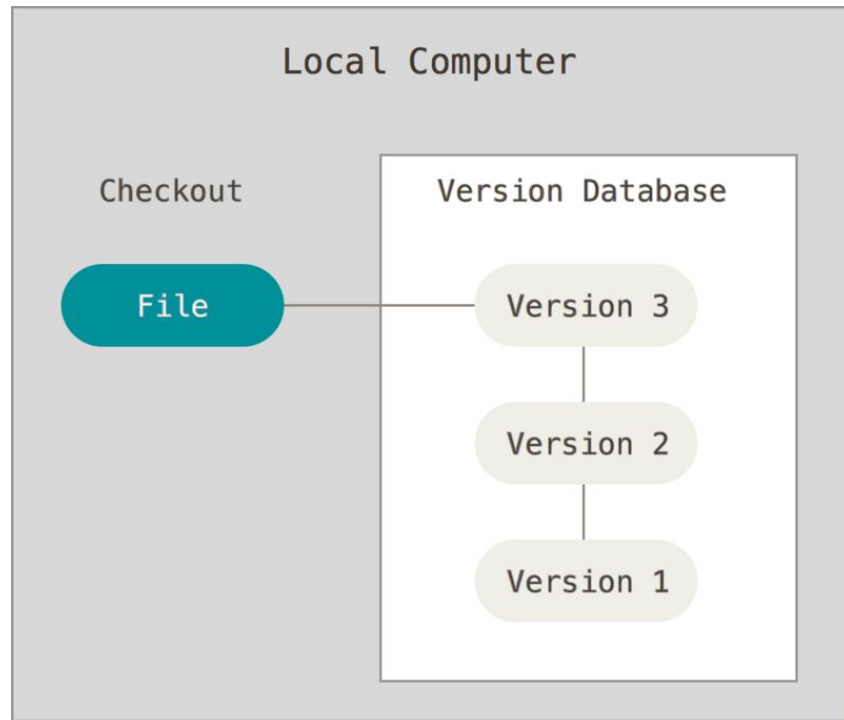 Local Computer
Checkout
Version Database
File
Version 3
Version 2
Version 1